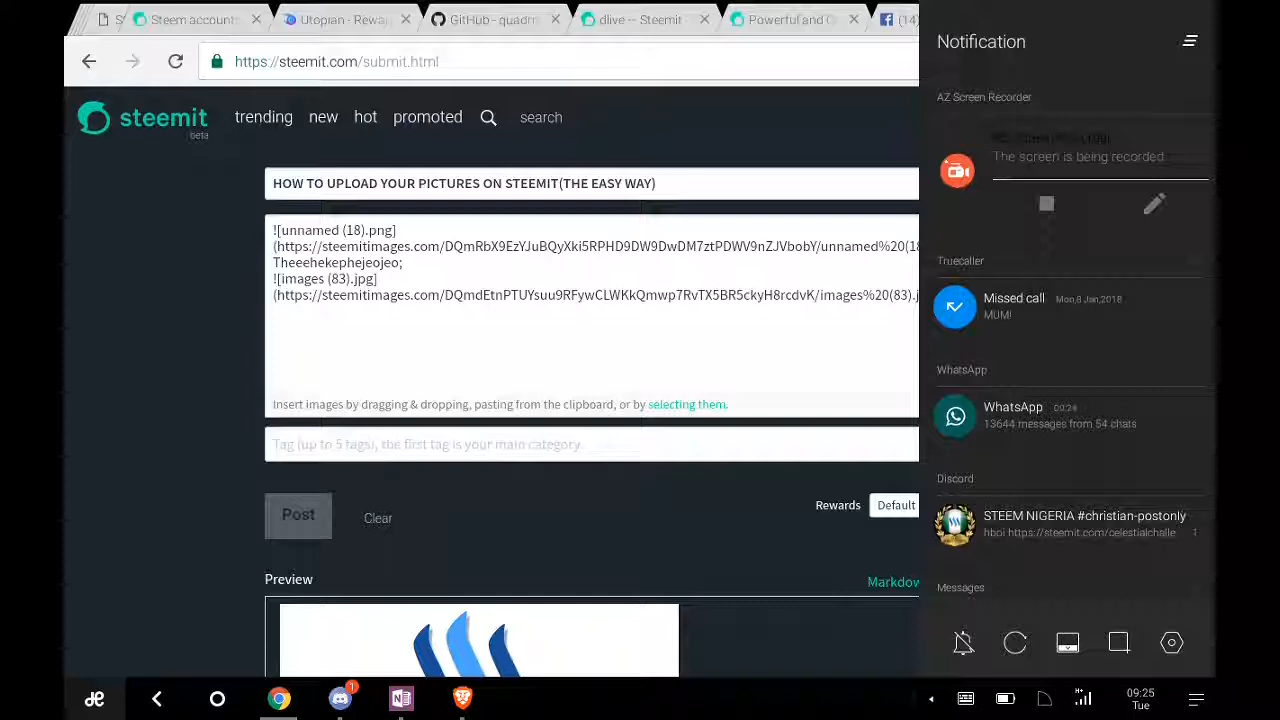 Steem account
Utopian - Rewa
GitHub - quadr
dlive -- Steemit
Powerful and C
(14)
https://steemit.com/submit.html
steemit
beta
trending new hot promoted search
HOW TO UPLOAD YOUR PICTURES ON STEEMIT(THE EASY WAY)
![unnamed (18).png]
(https://steemitimages.com/DQmRbX9EzYJuBQyXki5RPHD9DW9DwDM7ztPDWV9nZJVbobY/unnamed%20(18
Theeehekephejeojeo;
![images (83).jpg]
(https://steemitimages.com/DQmdEtnPTUYsuu9RFywCLWKkQmwp7RvTX5BR5ckyH8rcdvK/images%20(83).j
Insert images by dragging & dropping, pasting from the clipboard, or by selecting them.
Tag (up to 5 tags), the first tag is your main category.
Post
Clear
Rewards
Default
Preview
Markdow
Notification
AZ Screen Recorder
The screen is being recorded
Truecaller
Missed call Mon,8 Jan,2018
MUM!
WhatsApp
WhatsApp 09:24
13644 messages from 54 chats
Discord
STEEM NIGERIA #christian-postonly
hboi https://steemit.com/celestialchalle 1
Messages
1
H+
09:25
Tue